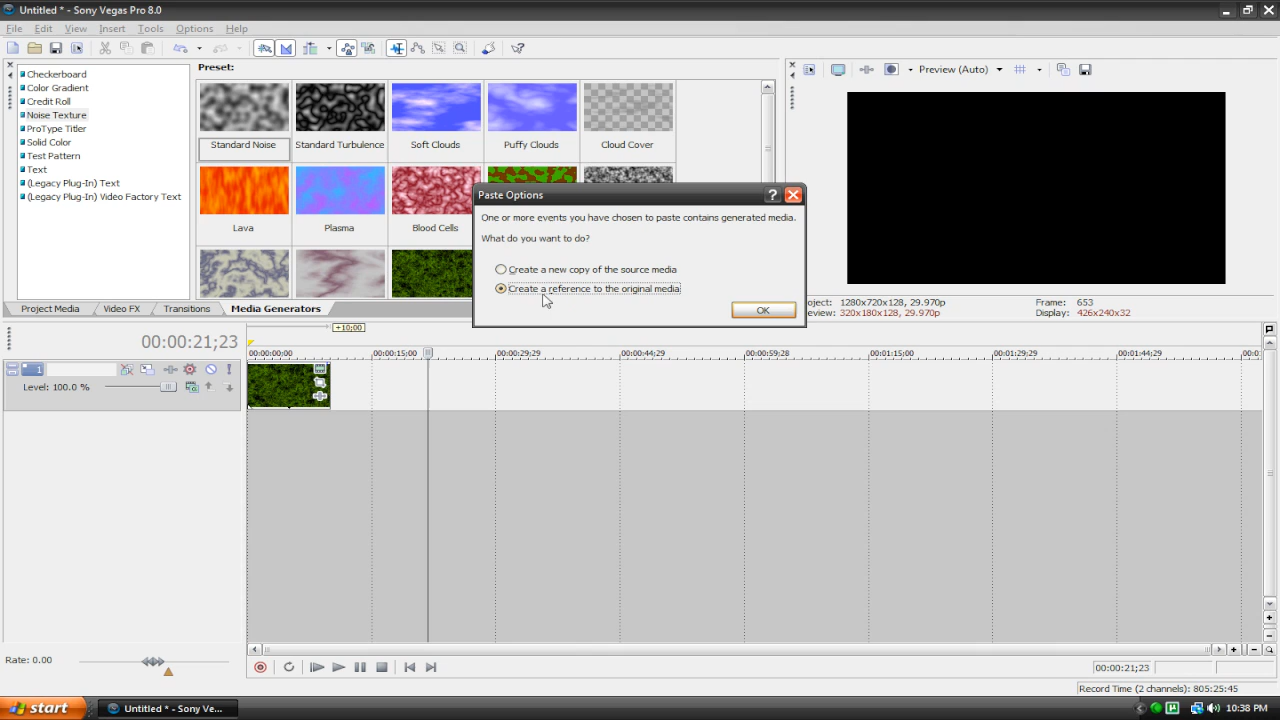 Untitled * - Sony Vegas Pro 8.0
File Edit View Insert Tools Options Help
Preview (Auto)
Checkerboard
Color Gradient
Credit Roll
Noise Texture
ProType Titler
Solid Color
Test Pattern
Text
(Legacy Plug-In) Text
(Legacy Plug-In) Video Factory Text
Preset:
Standard Noise
Standard Turbulence
Soft Clouds
Puffy Clouds
Cloud Cover
Lava
Plasma
Blood Cells
Paste Options
One or more events you have chosen to paste contains generated media.
What do you want to do?
Create a new copy of the source media
Create a reference to the original media
OK
oject: 1280x720x128, 29.970p
eview: 320x180x128, 29.970p
Frame: 653
Display: 426x240x32
Project Media Video FX Transitions Media Generators
+10;00
00:00:21;23
00:00:00;00 00:00:15;00 00:00:29;29 00:00:44;29 00:00:59;28 00:01:15;00 00:01:29;29 00:01:44;29 00:0
1
Level: 100.0 %
Rate: 0.00
00:00:21;23
Record Time (2 channels): 805:25:45
start
Untitled * - Sony Ve...
10:38 PM